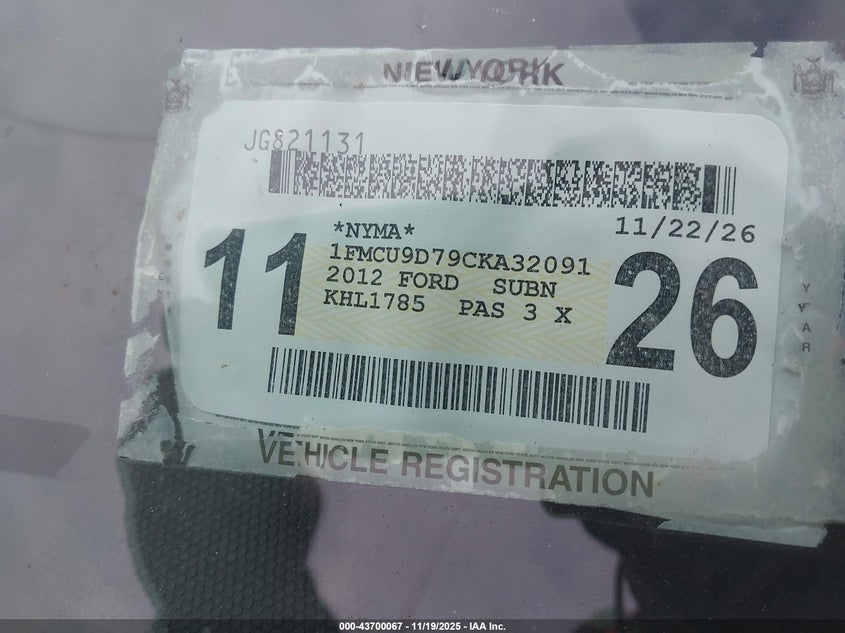 NEW YORK
JG821131
*NYMA*
11/22/26
1FMCU9D79CKA32091
2012 FORD SUBN
KHL1785 PAS 3 X
11
26
YEAR
VEHICLE REGISTRATION
000-43700067 - 11/19/2025 - IAA Inc.